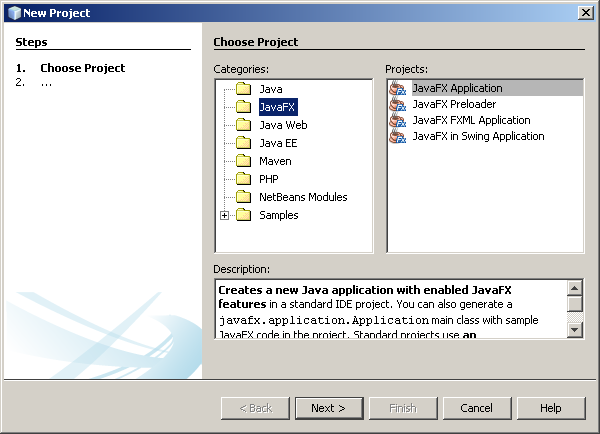 New Project
Steps
1. Choose Project
2. ...
Choose Project
Categories:
Java
JavaFX
Java Web
Java EE
Maven
PHP
NetBeans Modules
Samples
Projects:
JavaFX Application
JavaFX Preloader
JavaFX FXML Application
JavaFX in Swing Application
Description:
Creates a new Java application with enabled JavaFX
features in a standard IDE project. You can also generate a
javafx.application.Application main class with sample
JavaFX code in the project. Standard projects use an
< Back
Next >
Finish
Cancel
Help